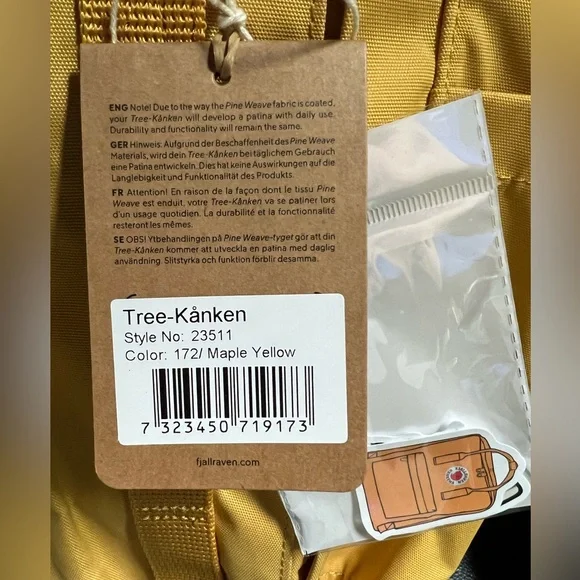 ENG Note! Due to the way the Pine Weave fabric is coated,
your Tree-Kånken will develop a patina with daily use.
Durability and functionality will remain the same.
GER Hinweis: Aufgrund der Beschaffenheit des Pine Weave
Materials, wird dein Tree-Kånken bei täglichem Gebrauch
eine Patina entwickeln. Dies hat keine Auswirkungen auf die
Langlebigkeit und Funktionalität des Produkts.
FR Attention! En raison de la façon dont le tissu Pine
Weave est enduit, votre Tree-Kånken va se patiner lors
d'un usage quotidien. La durabilité et la fonctionnalité
resteront les mêmes.
SE OBS! Ytbehandlingen på Pine Weave-tyget gör att din
Tree-Kånken kommer att utveckla en patina med daglig
användning. Slitstyrka och funktion förblir desamma.
Tree-Kånken
Style No: 23511
Color: 172/ Maple Yellow
7 323450 719173
fjallraven.com